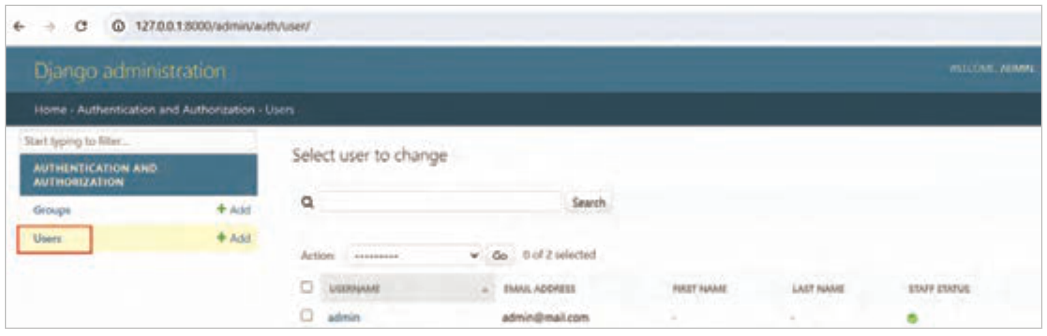 127.0.0.1:8000/admin/auth/user/
Django administration
WELCOME, ADMIN
Home › Authentication and Authorization › Users
Start typing to filter...
AUTHENTICATION AND
AUTHORIZATION
Groups + Add
Users + Add
Select user to change
Search
Action: --------- Go 0 of 2 selected
USERNAME EMAIL ADDRESS FIRST NAME LAST NAME STAFF STATUS
admin admin@mail.com - -